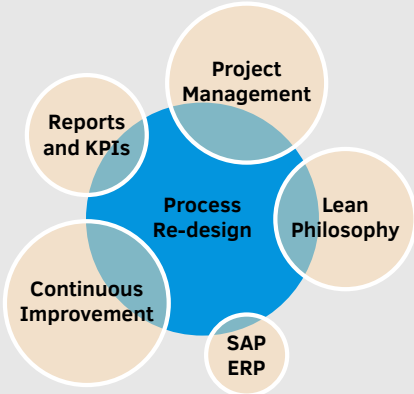 Project
Management
Reports
and KPIs
Process
Re-design
Lean
Philosophy
Continuous
Improvement
SAP
ERP